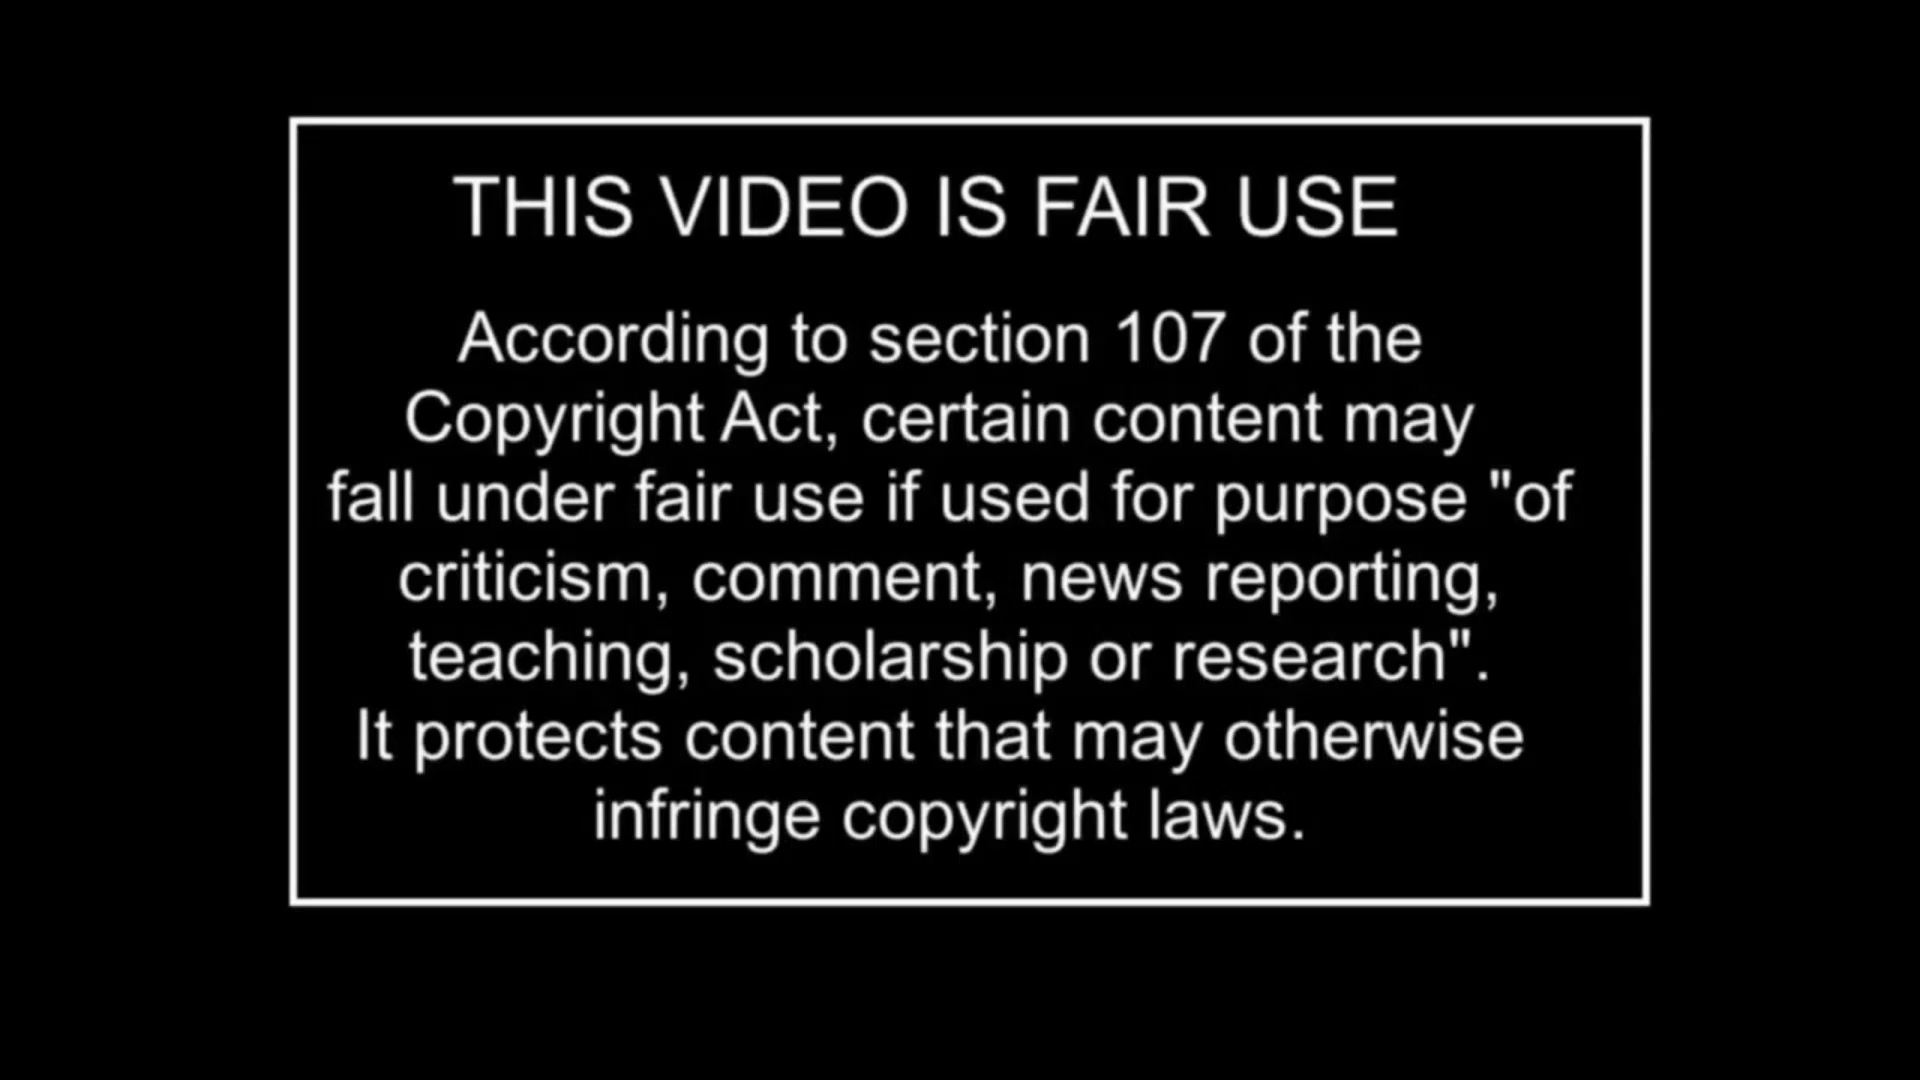 THIS VIDEO IS FAIR USE
According to section 107 of the
Copyright Act, certain content may
fall under fair use if used for purpose "of
criticism, comment, news reporting,
teaching, scholarship or research".
It protects content that may otherwise
infringe copyright laws.